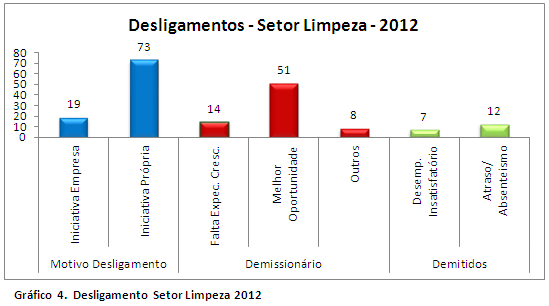 Desligamentos - Setor Limpeza - 2012
80
70
60
50
40
30
20
10
0
19
73
14
51
8
7
12
Iniciativa Empresa
Iniciativa Própria
Falta Expec. Cresc.
Melhor
Oportunidade
Outros
Desemp.
Insatisfatório
Atraso/
Absenteismo
Motivo Desligamento
Demissionário
Demitidos
Gráfico 4. Desligamento Setor Limpeza 2012